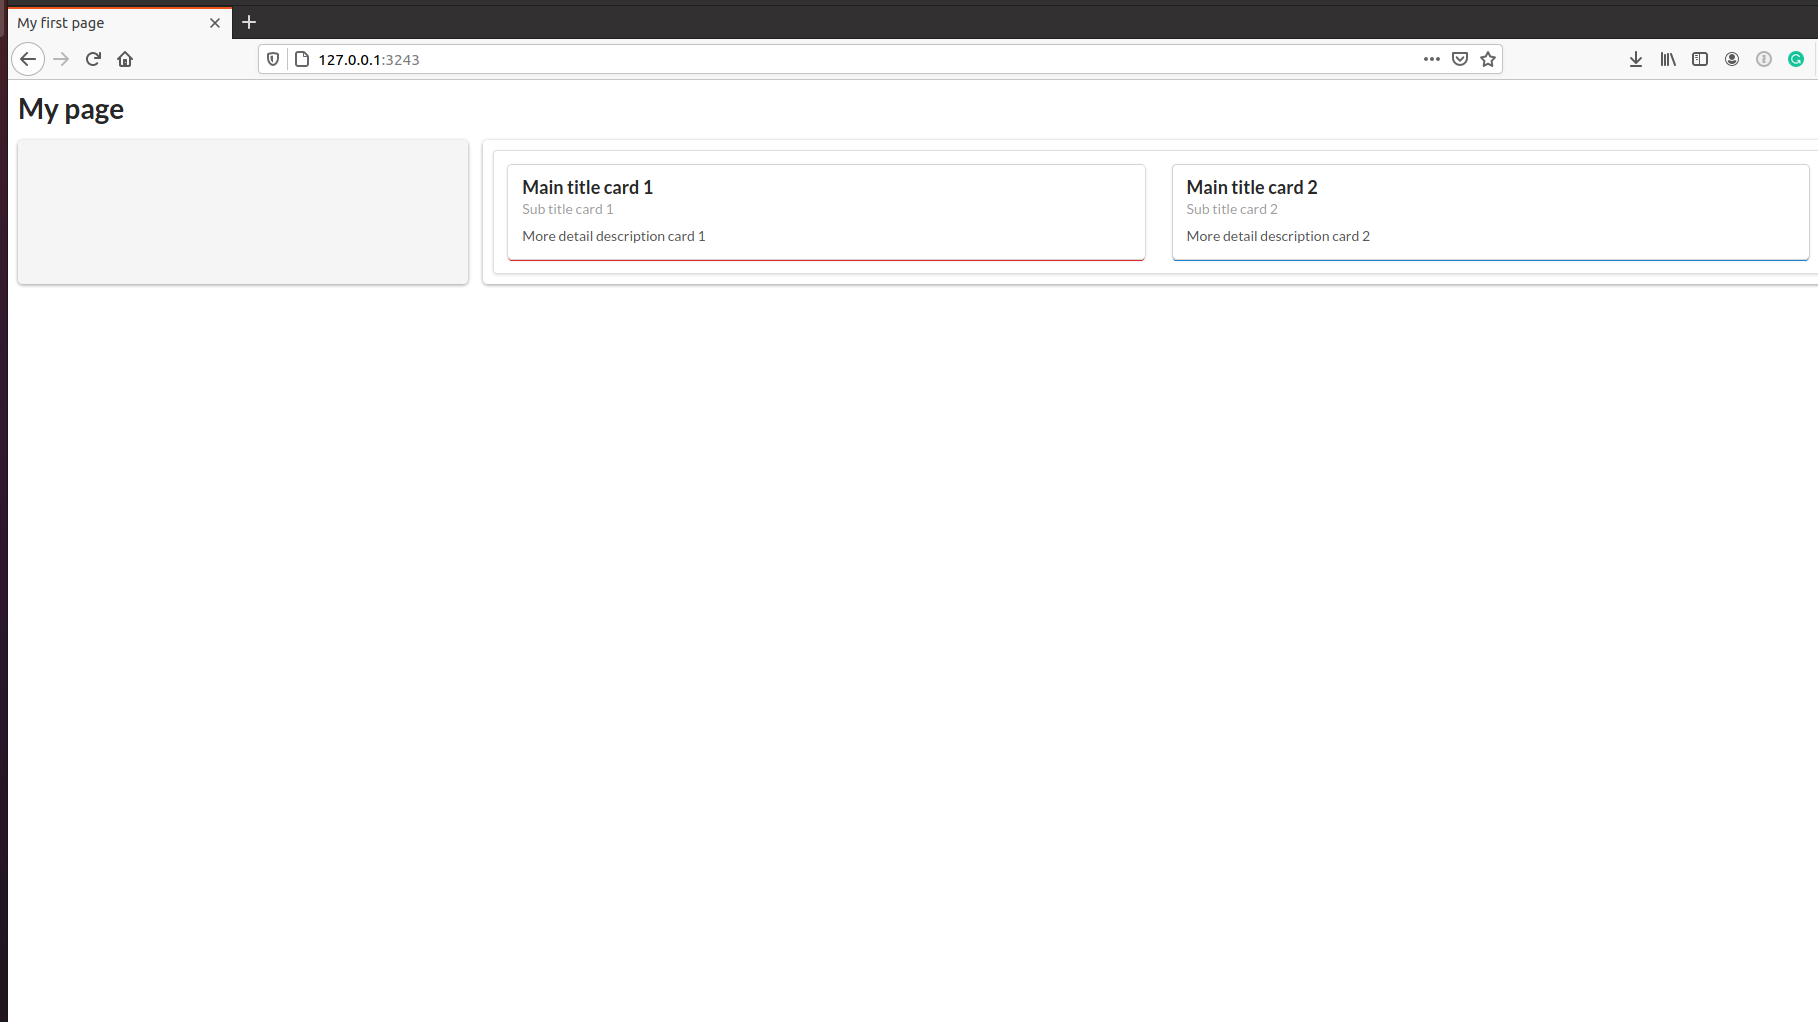 My first page
127.0.0.1:3243
My page
Main title card 1
Sub title card 1
More detail description card 1
Main title card 2
Sub title card 2
More detail description card 2